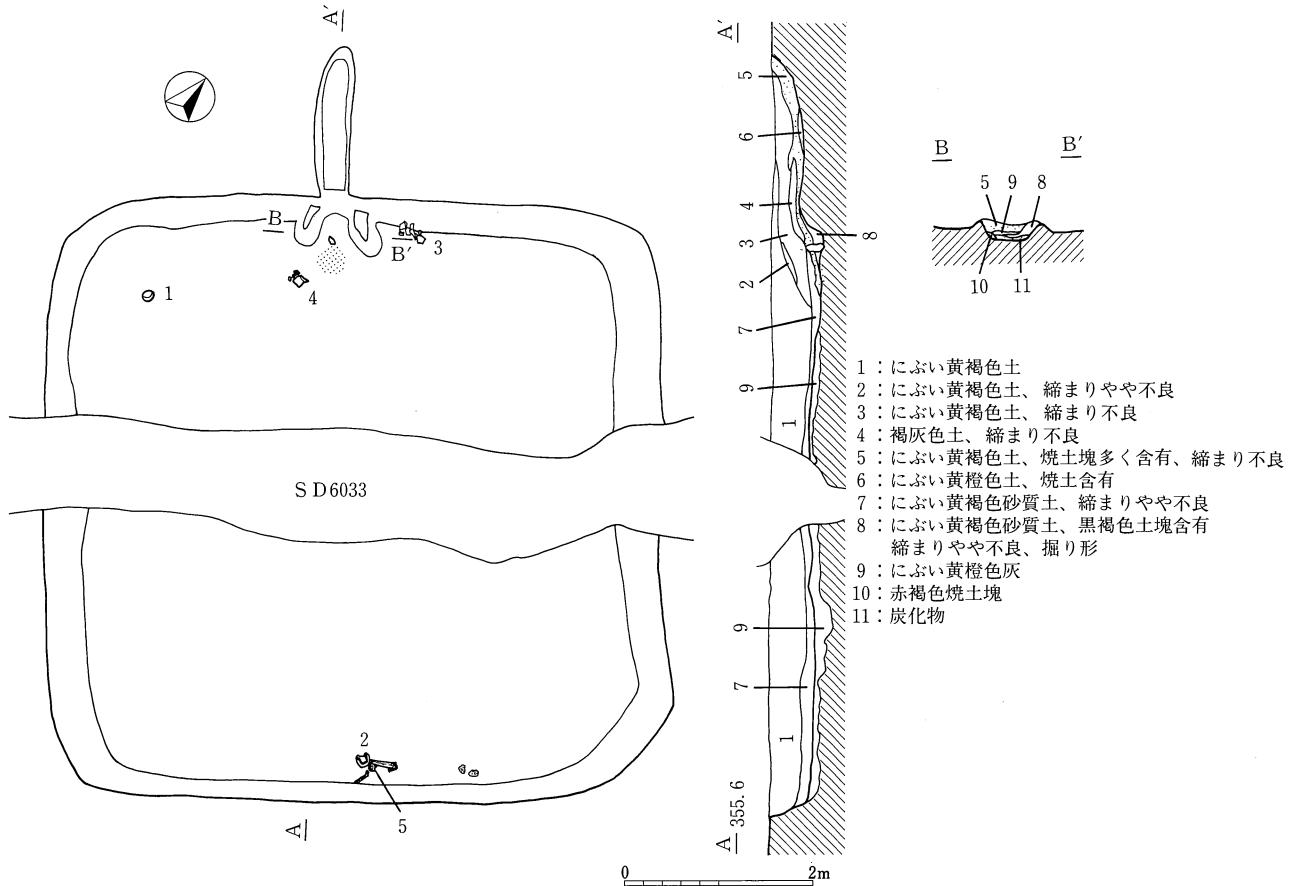 A′
B
B′
3
1
4
SD6033
2
5
A
A′
5
6
4
3
2
7
9
8
1
9
7
1
A 355.6
B
B′
5 9 8
10 11
1：にぶい黄褐色土
2：にぶい黄褐色土、締まりやや不良
3：にぶい黄褐色土、締まり不良
4：褐灰色土、締まり不良
5：にぶい黄褐色土、焼土塊多く含有、締まり不良
6：にぶい黄橙色土、焼土含有
7：にぶい黄褐色砂質土、締まりやや不良
8：にぶい黄褐色砂質土、黒褐色土塊含有
締まりやや不良、掘り形
9：にぶい黄橙色灰
10：赤褐色焼土塊
11：炭化物
0 2m